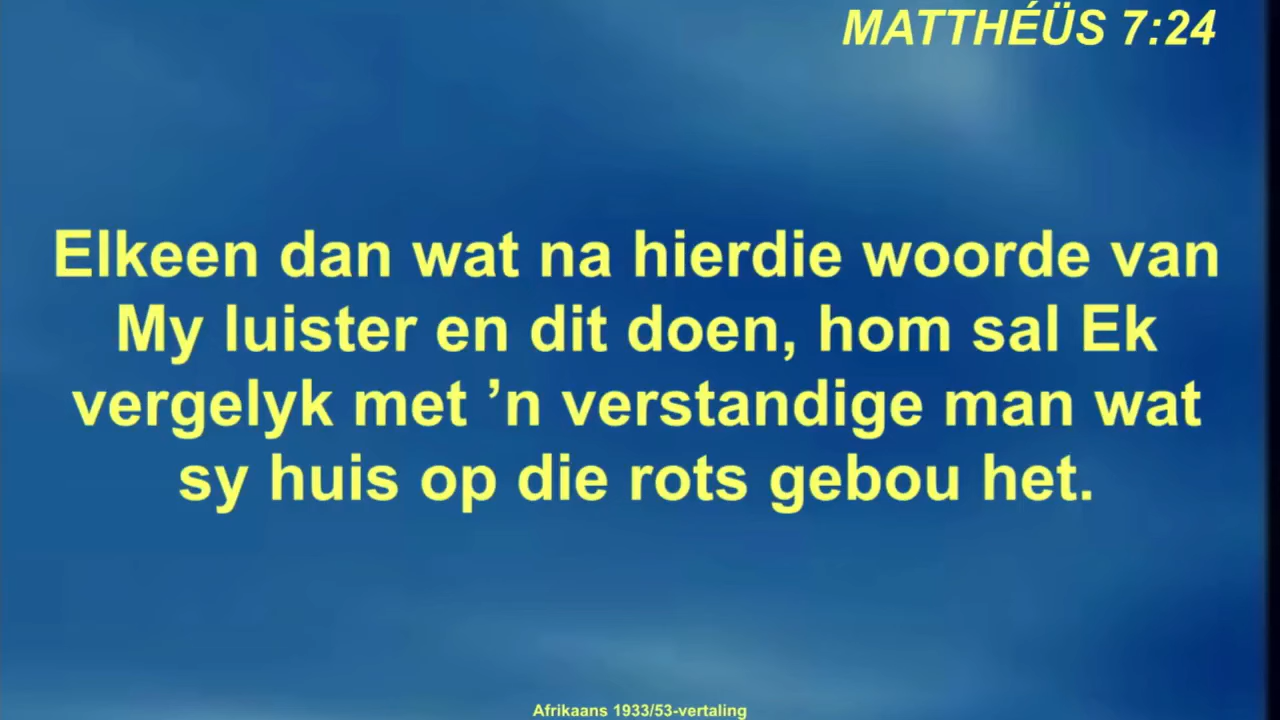 MATTHÉÜS 7:24
Elkeen dan wat na hierdie woorde van
My luister en dit doen, hom sal Ek
vergelyk met ’n verstandige man wat
sy huis op die rots gebou het.
Afrikaans 1933/53-vertaling